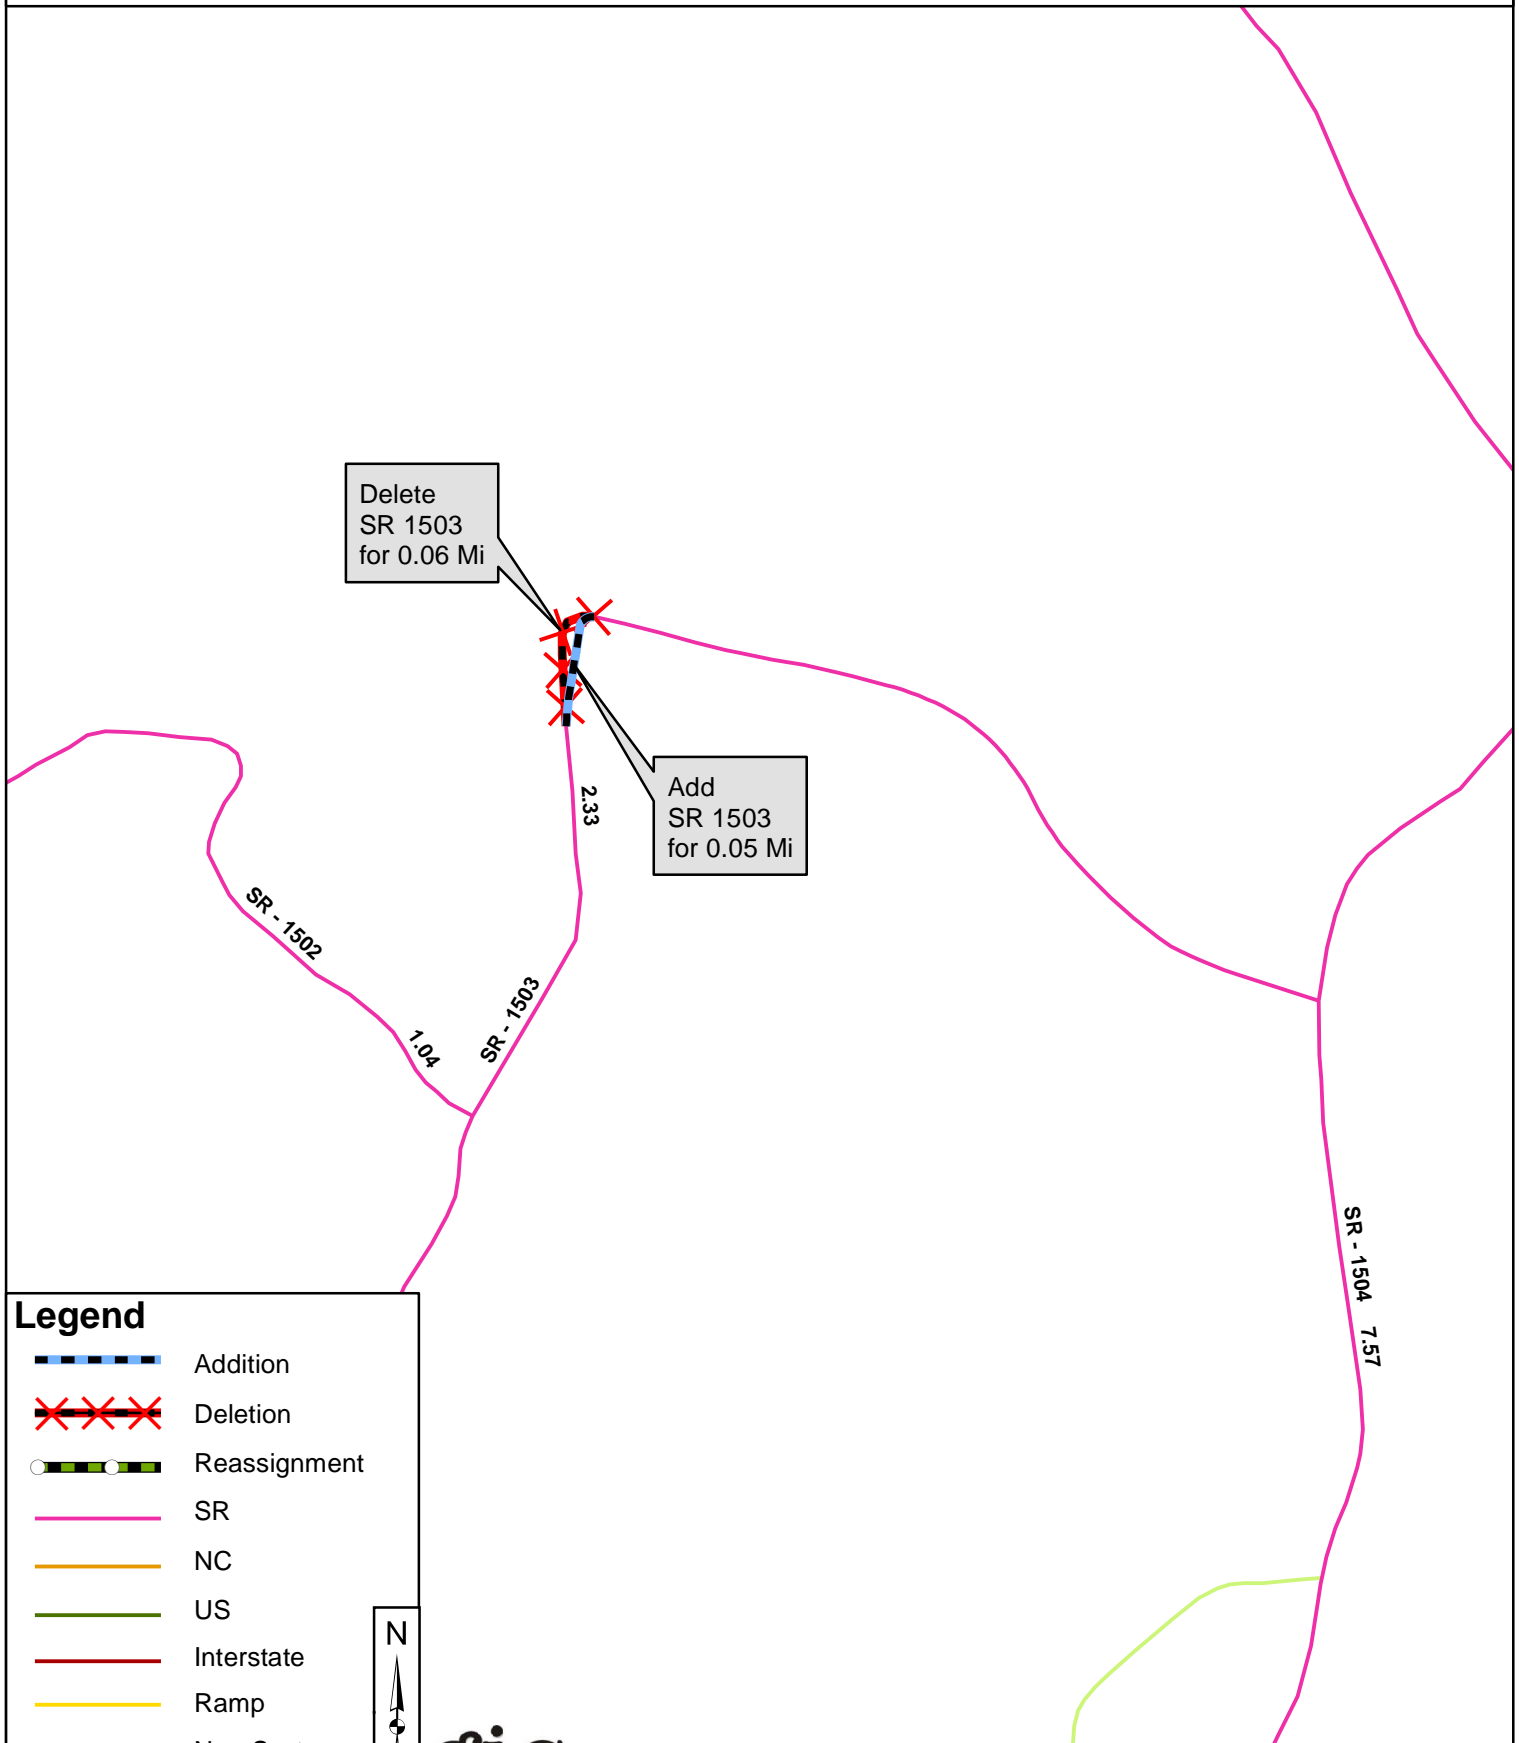 Delete
SR 1503
for 0.06 Mi
Add
SR 1503
for 0.05 Mi
2.33
SR - 1502
1.04
SR - 1503
SR - 1504 7.57
Legend
Addition
Deletion
Reassignment
SR
NC
US
Interstate
Ramp
N